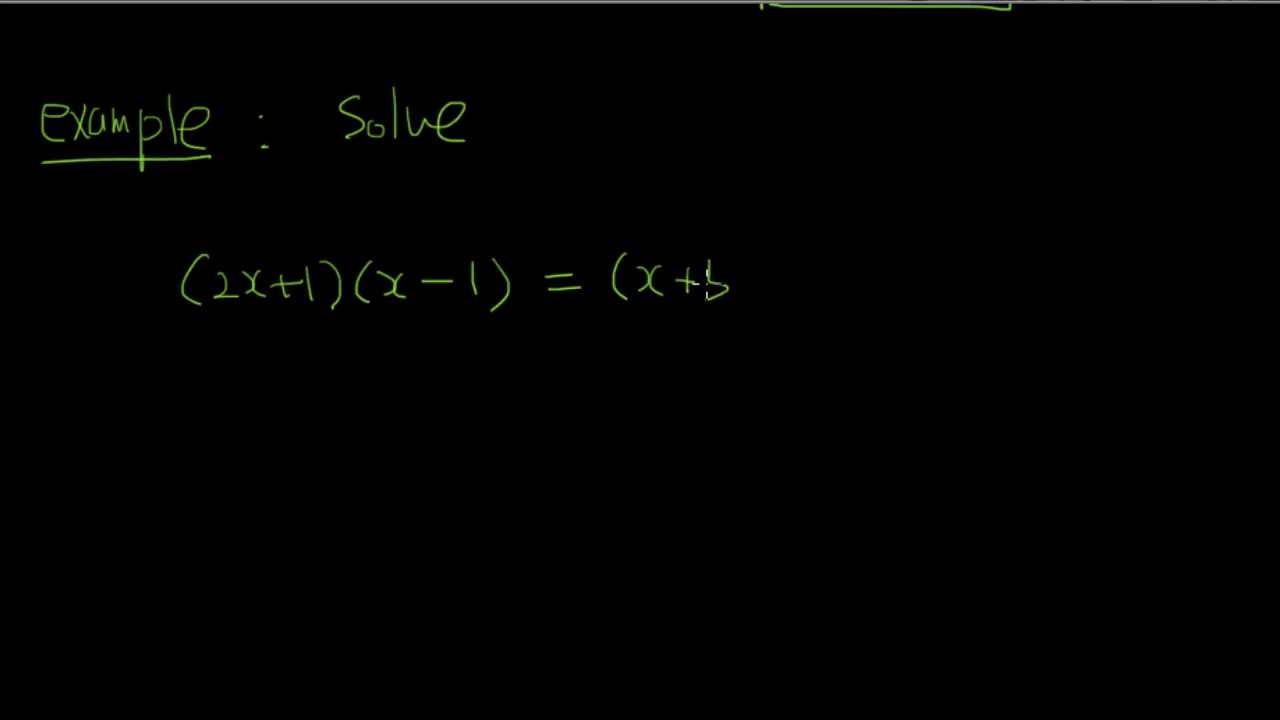 example : Solve
(2x+1)(x-1) = (x+